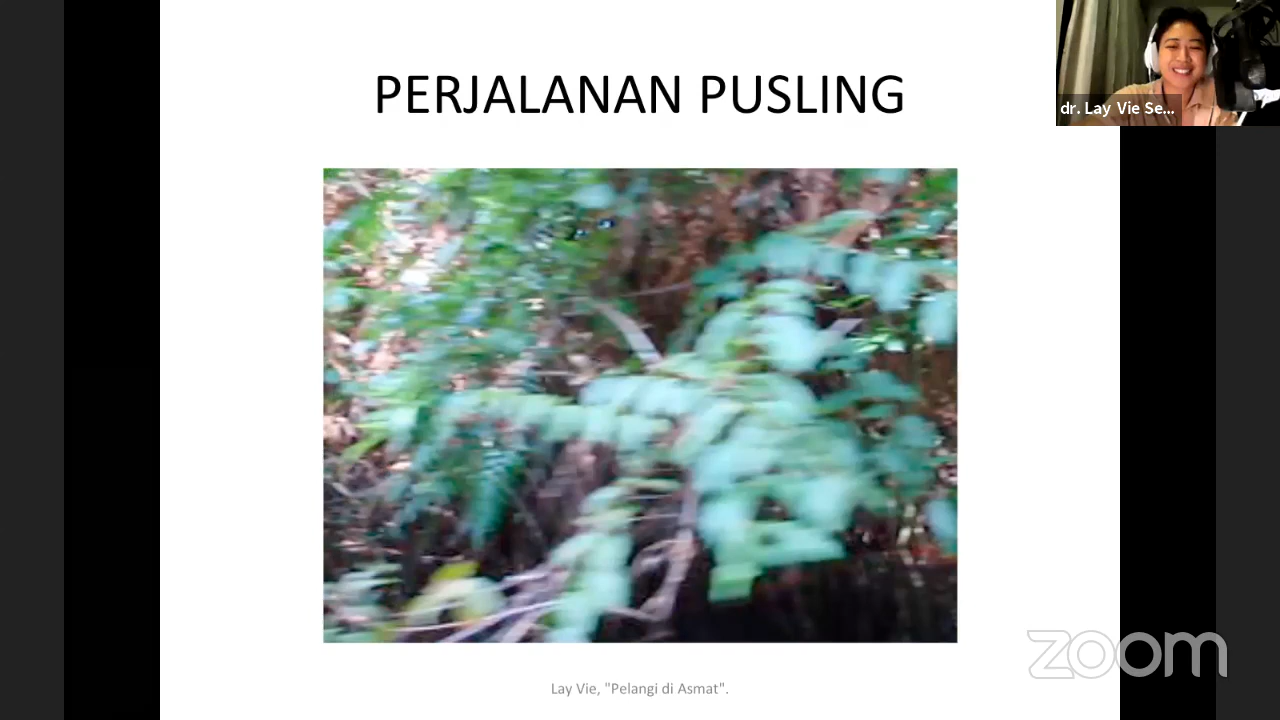 PERJALANAN PUSLING
dr. Lay Vie Se...
Lay Vie, "Pelangi di Asmat".
zoom